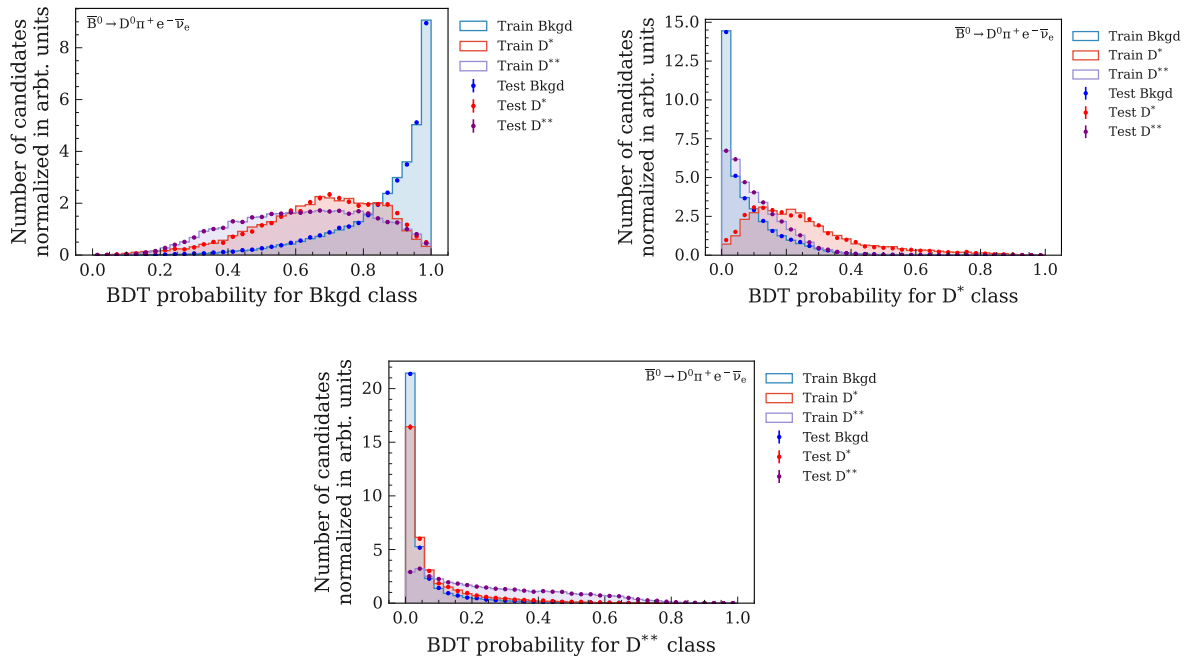 B̅⁰ → D⁰π⁺e⁻ν̅ₑ
Number of candidates
normalized in arbt. units
0
2
4
6
8
0.0
0.2
0.4
0.6
0.8
1.0
BDT probability for Bkgd class
Train Bkgd
Train D*
Train D**
Test Bkgd
Test D*
Test D**
B̅⁰ → D⁰π⁺e⁻ν̅ₑ
Number of candidates
normalized in arbt. units
0.0
2.5
5.0
7.5
10.0
12.5
15.0
0.0
0.2
0.4
0.6
0.8
1.0
BDT probability for D* class
Train Bkgd
Train D*
Train D**
Test Bkgd
Test D*
Test D**
B̅⁰ → D⁰π⁺e⁻ν̅ₑ
Number of candidates
normalized in arbt. units
0
5
10
15
20
0.0
0.2
0.4
0.6
0.8
1.0
BDT probability for D** class
Train Bkgd
Train D*
Train D**
Test Bkgd
Test D*
Test D**